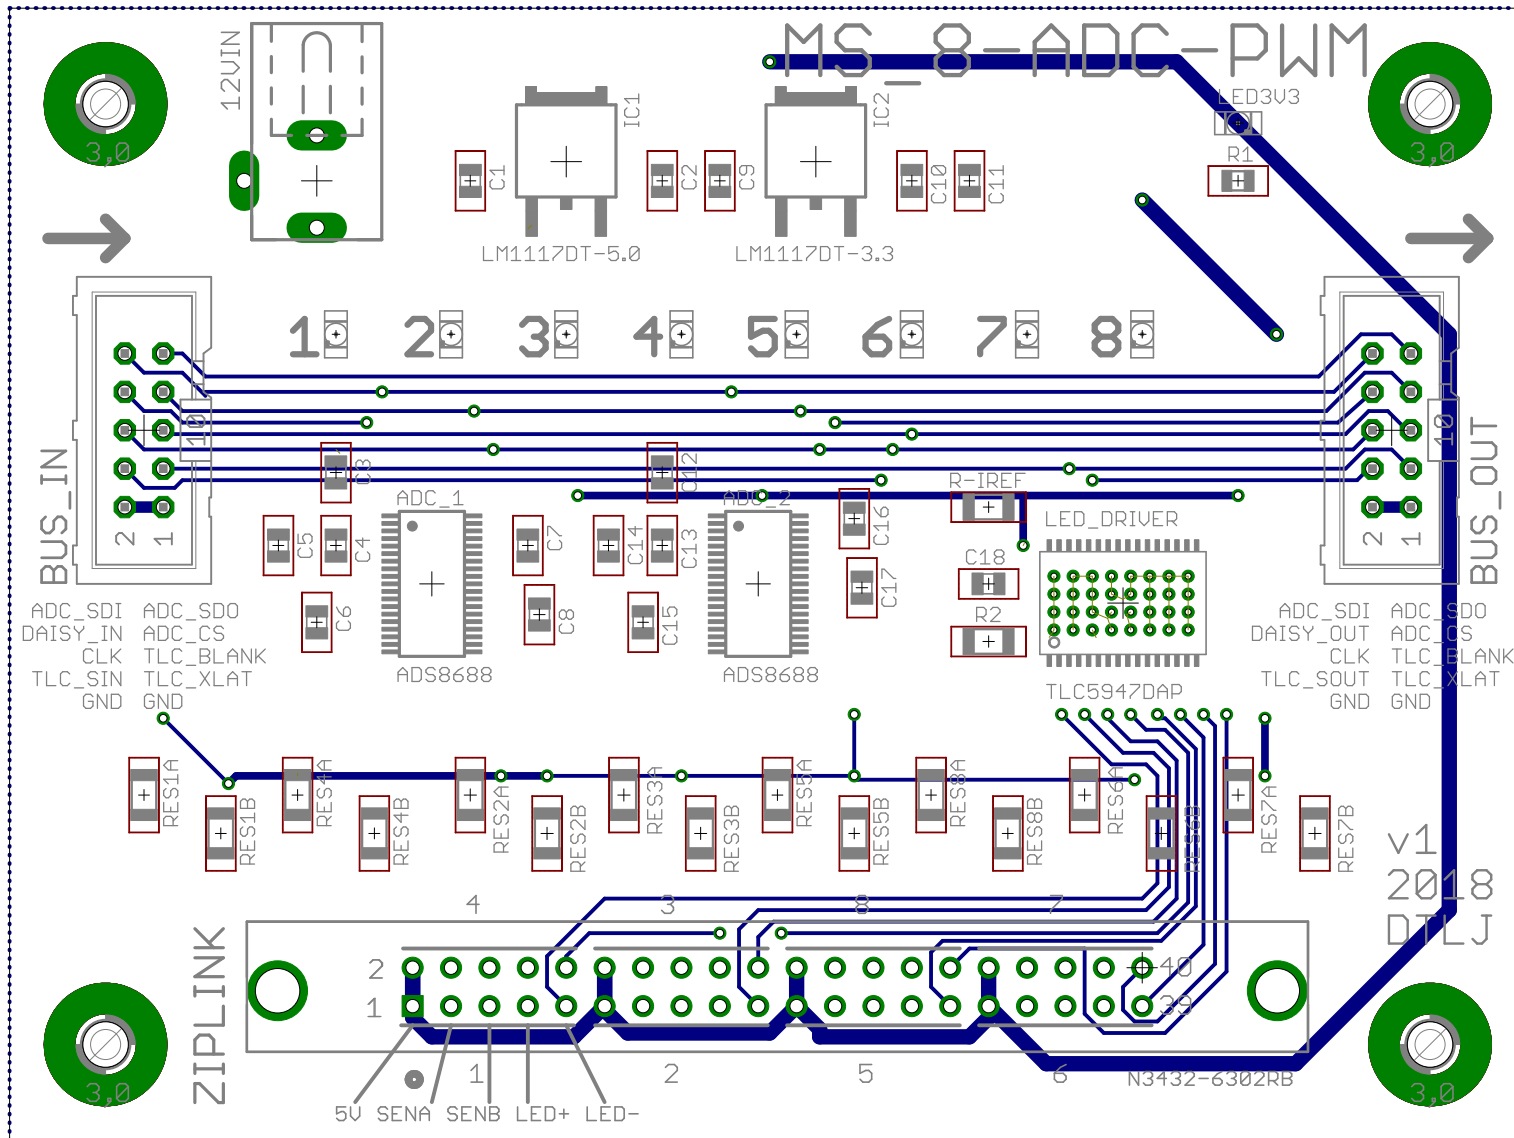 MS_8-ADC-PWM
12VIN
IC1
IC2
LED3V3
3,0
3,0
C1
C2
C9
C10
C11
R1
LM1117DT-5.0
LM1117DT-3.3
1
2
3
4
5
6
7
8
10
10
BUS_IN
BUS_OUT
C3
C12
R-IREF
ADC_1
ADC_2
C16
LED_DRIVER
2 1
2 1
C5
C4
C7
C14
C13
C18
C17
C6
C8
C15
R2
ADC_SDI ADC_SDO
DAISY_IN ADC_CS
CLK TLC_BLANK
TLC_SIN TLC_XLAT
GND GND
ADC_SDI ADC_SDO
DAISY_OUT ADC_CS
CLK TLC_BLANK
TLC_SOUT TLC_XLAT
GND GND
ADS8688
ADS8688
TLC5947DAP
RES1A
RES4A
RES2A
RES3A
RES5A
RES8A
RES6A
RES7A
RES1B
RES4B
RES2B
RES3B
RES5B
RES8B
RES6B
RES7B
v1
2018
DTLJ
4
3
8
7
ZIPLINK
2
40
1
39
1
2
5
6
N3432-6302RB
3,0
3,0
5V SENA SENB LED+ LED-